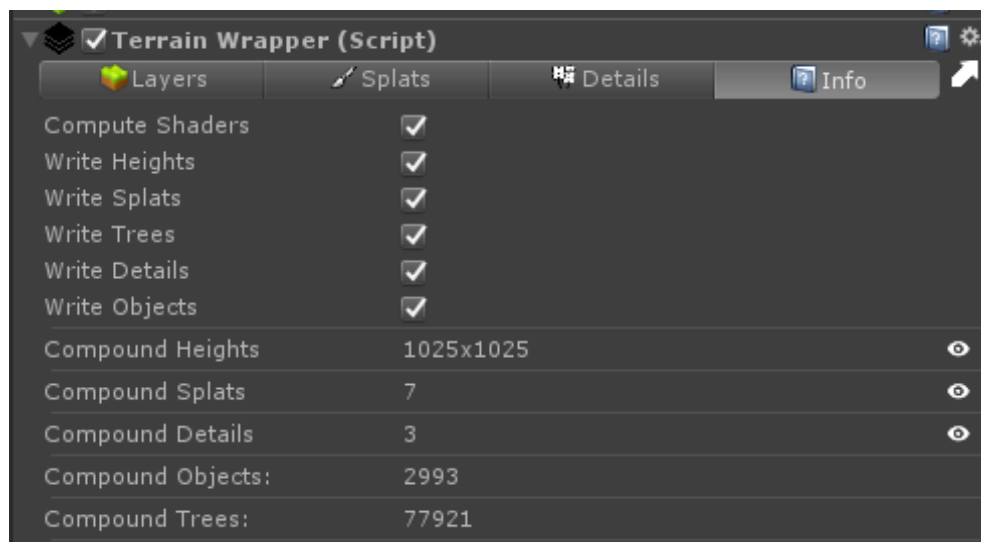 Terrain Wrapper (Script)
Layers Splats Details Info
Compute Shaders
Write Heights
Write Splats
Write Trees
Write Details
Write Objects
Compound Heights 1025x1025
Compound Splats 7
Compound Details 3
Compound Objects: 2993
Compound Trees: 77921